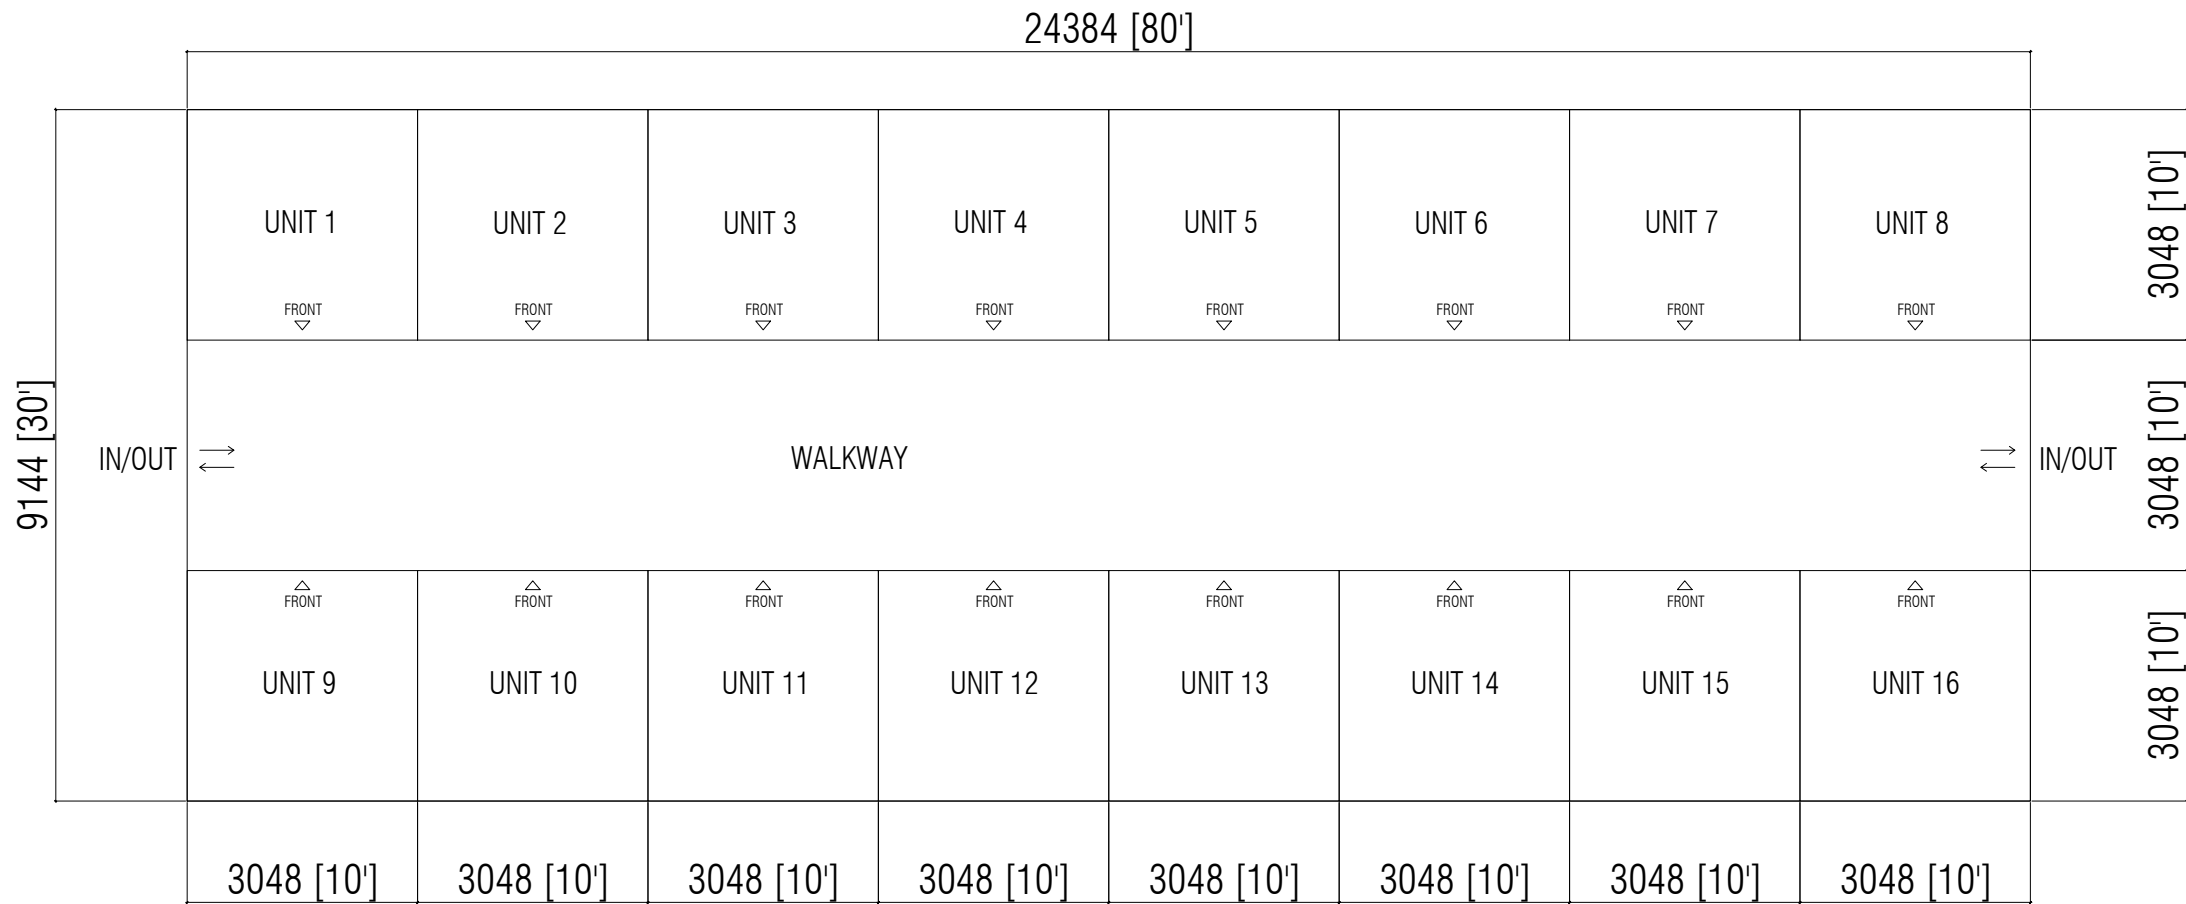 24384 [80']
UNIT 1
UNIT 2
UNIT 3
UNIT 4
UNIT 5
UNIT 6
UNIT 7
UNIT 8
3048 [10']
FRONT
FRONT
FRONT
FRONT
FRONT
FRONT
FRONT
FRONT
9144 [30']
IN/OUT
WALKWAY
IN/OUT
3048 [10']
FRONT
FRONT
FRONT
FRONT
FRONT
FRONT
FRONT
FRONT
UNIT 9
UNIT 10
UNIT 11
UNIT 12
UNIT 13
UNIT 14
UNIT 15
UNIT 16
3048 [10']
3048 [10']
3048 [10']
3048 [10']
3048 [10']
3048 [10']
3048 [10']
3048 [10']
3048 [10']